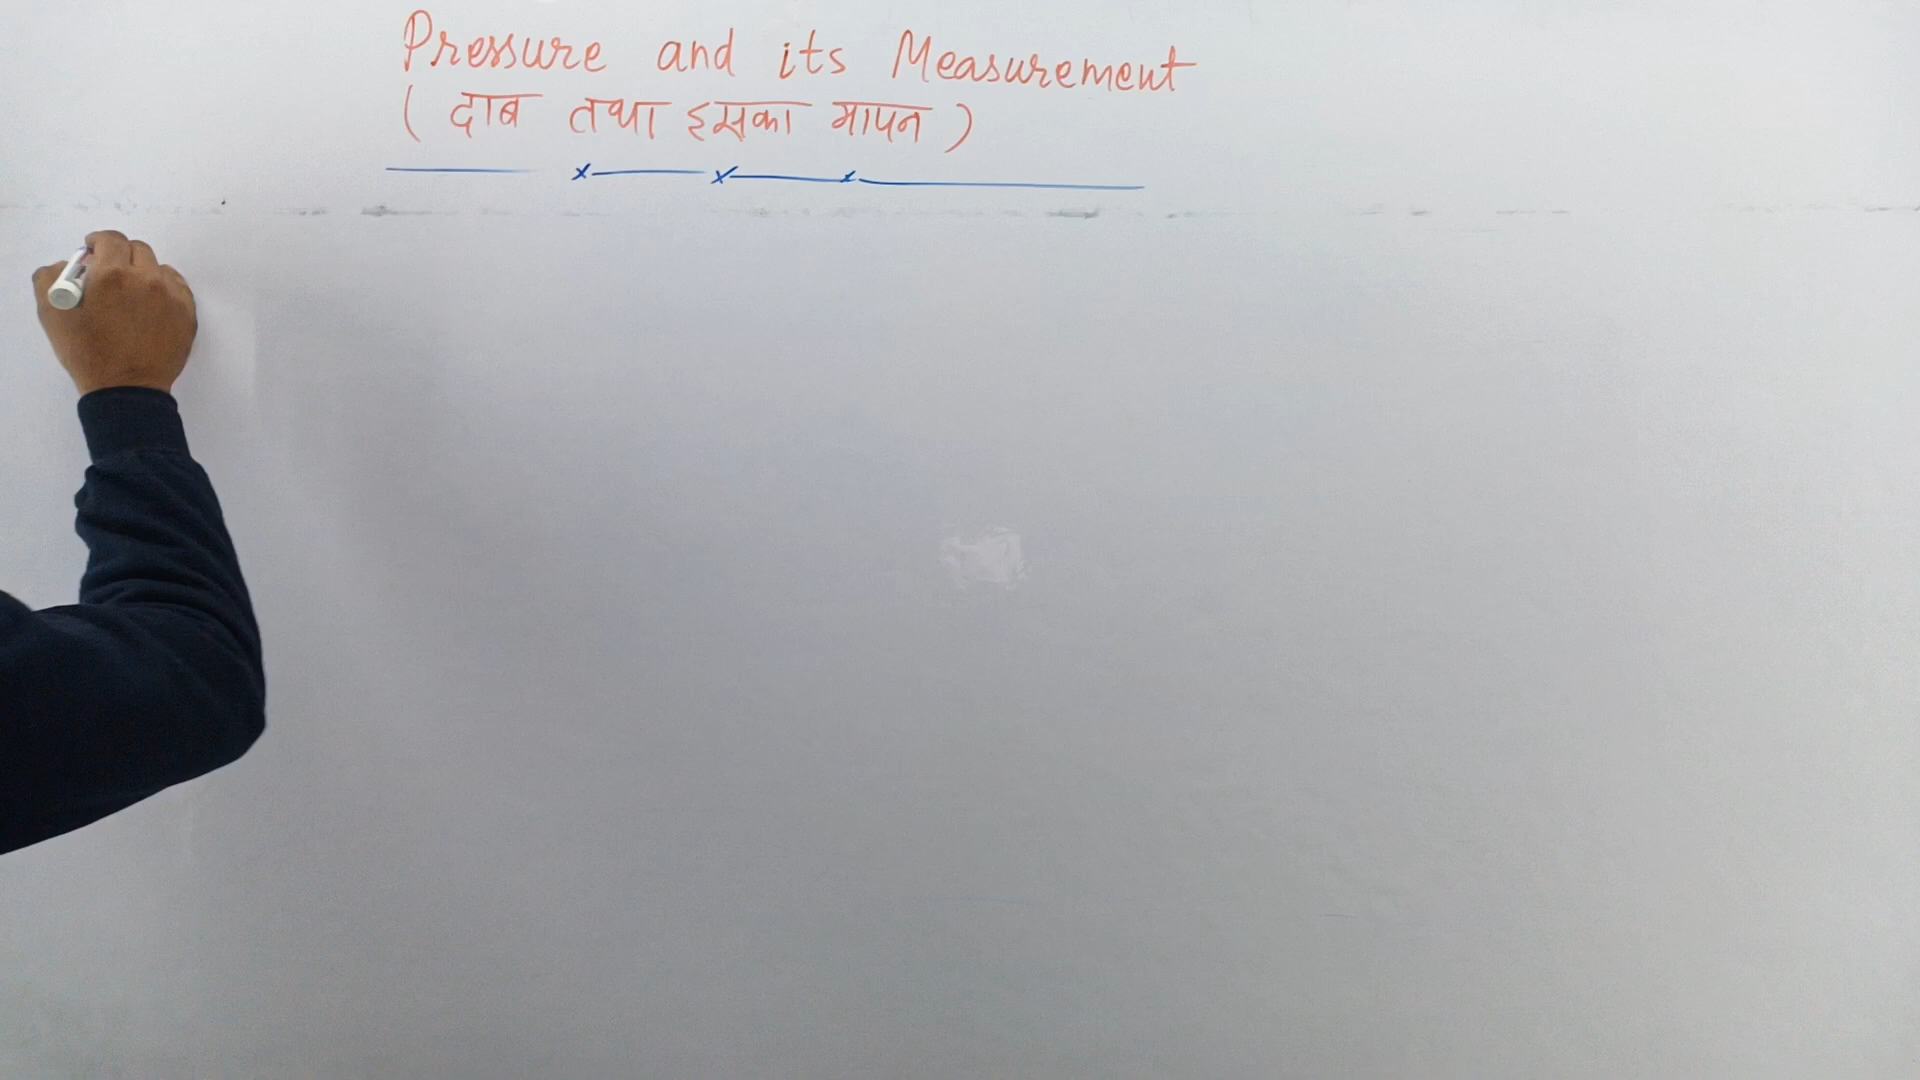 Pressure and its Measurement
( दाब तथा इसका मापन )